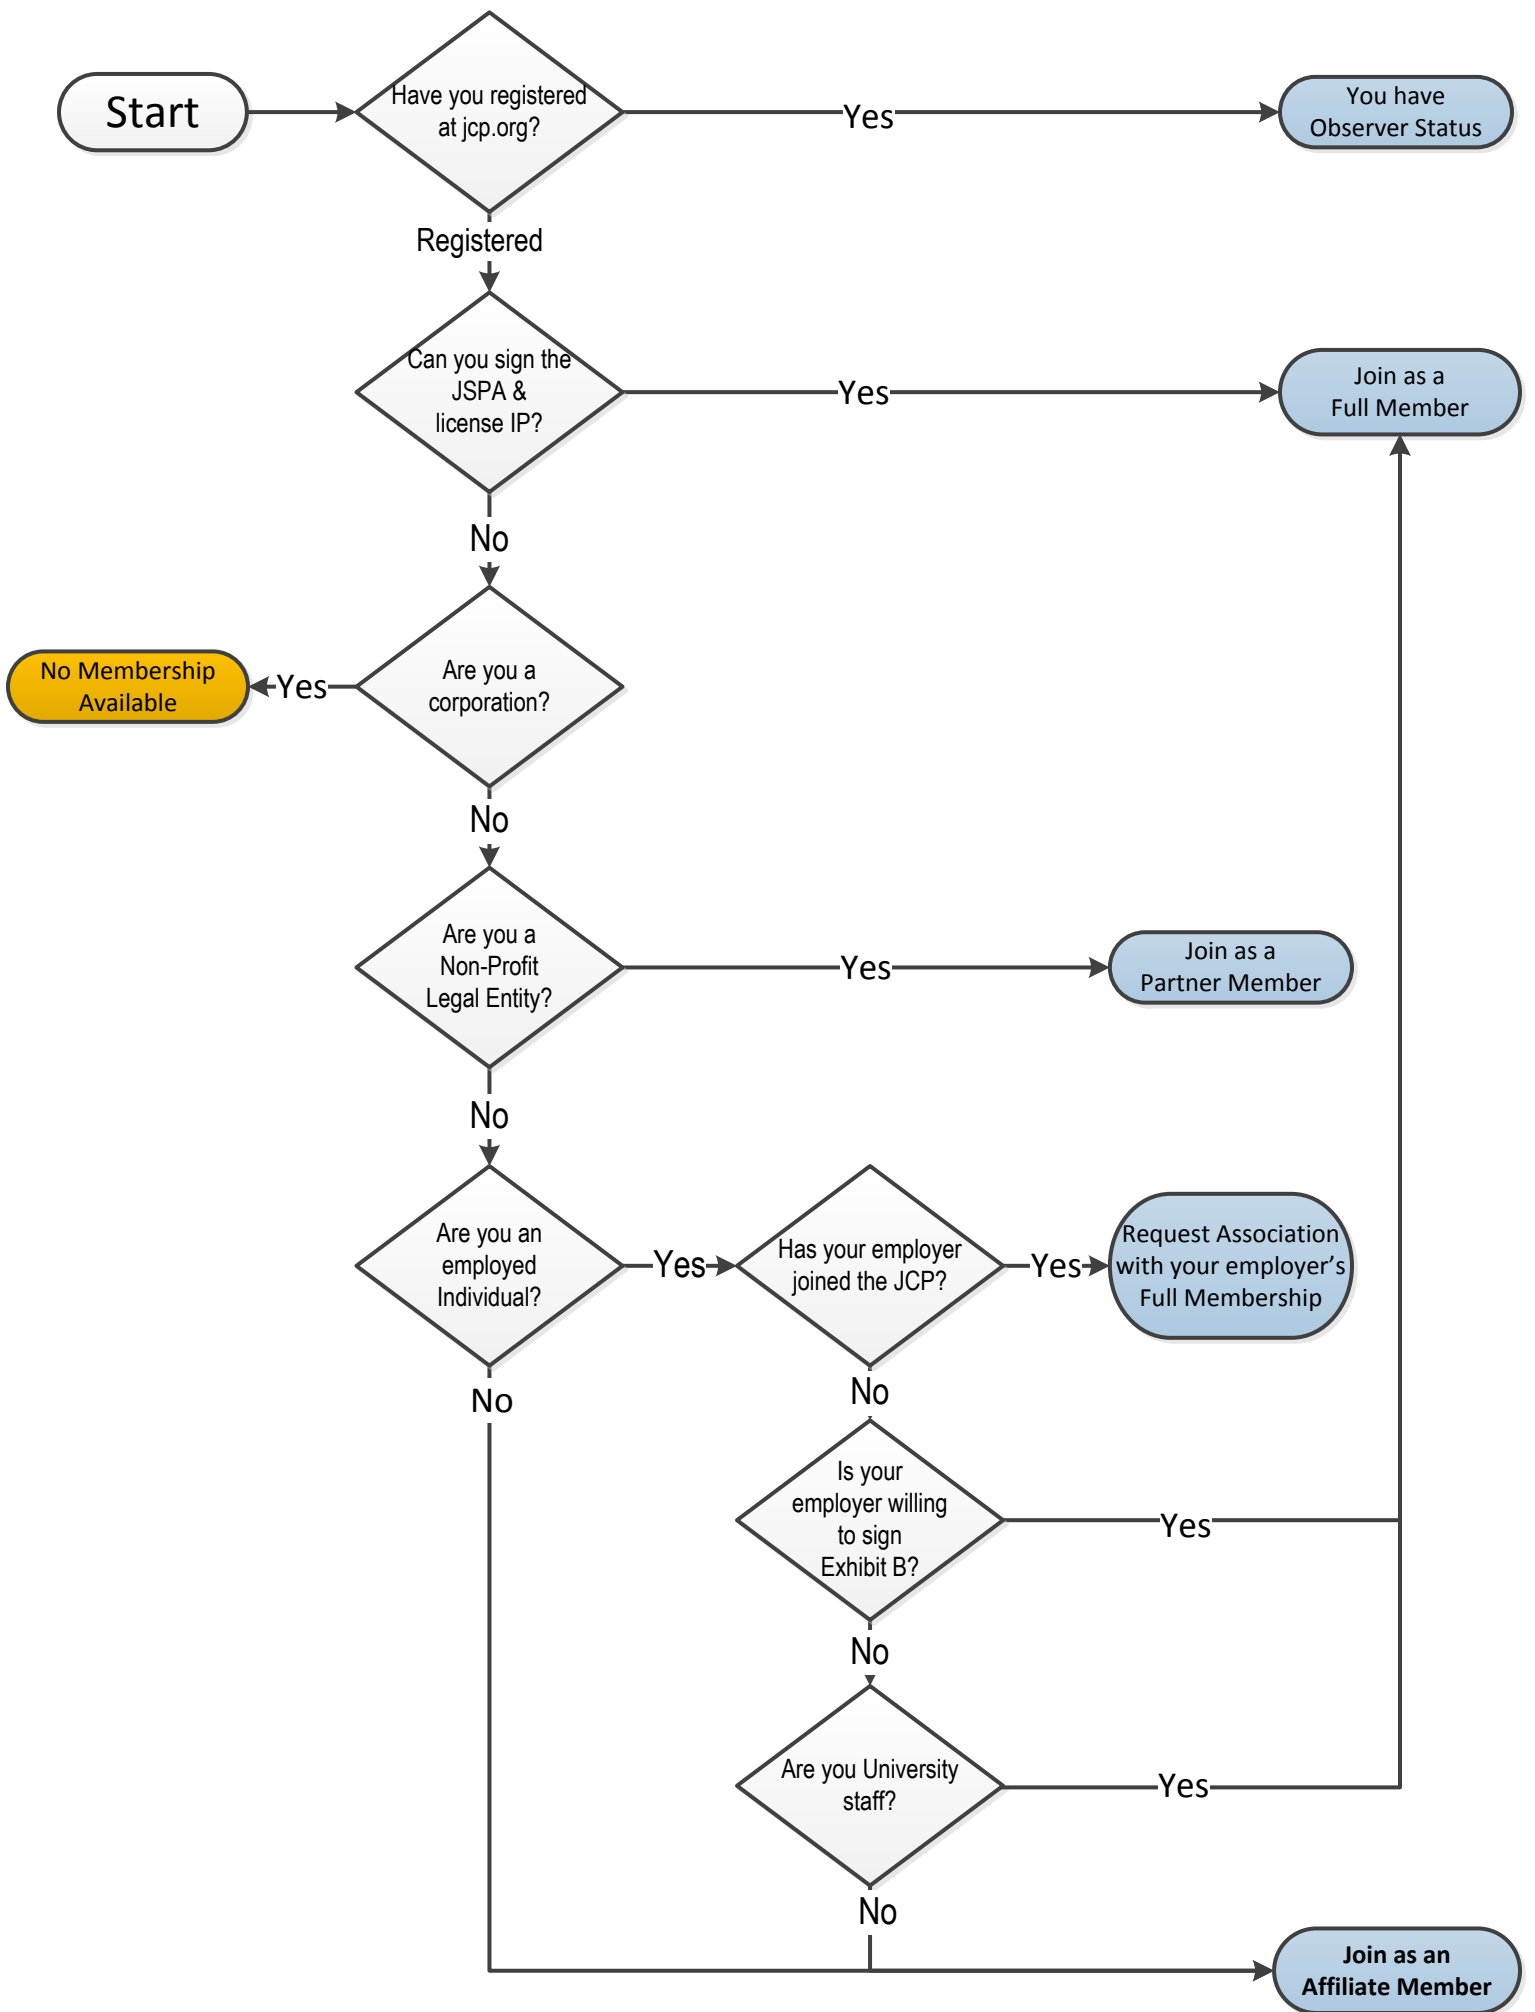 Start
Have you registered
at jcp.org?
Yes
You have
Observer Status
Registered
Can you sign the
JSPA &
license IP?
Yes
Join as a
Full Member
No
No Membership
Available
Yes
Are you a
corporation?
No
Are you a
Non-Profit
Legal Entity?
Yes
Join as a
Partner Member
No
Are you an
employed
Individual?
Yes
Has your employer
joined the JCP?
Yes
Request Association
with your employer’s
Full Membership
No
No
Is your
employer willing
to sign
Exhibit B?
Yes
No
Are you University
staff?
Yes
No
Join as an
Affiliate Member